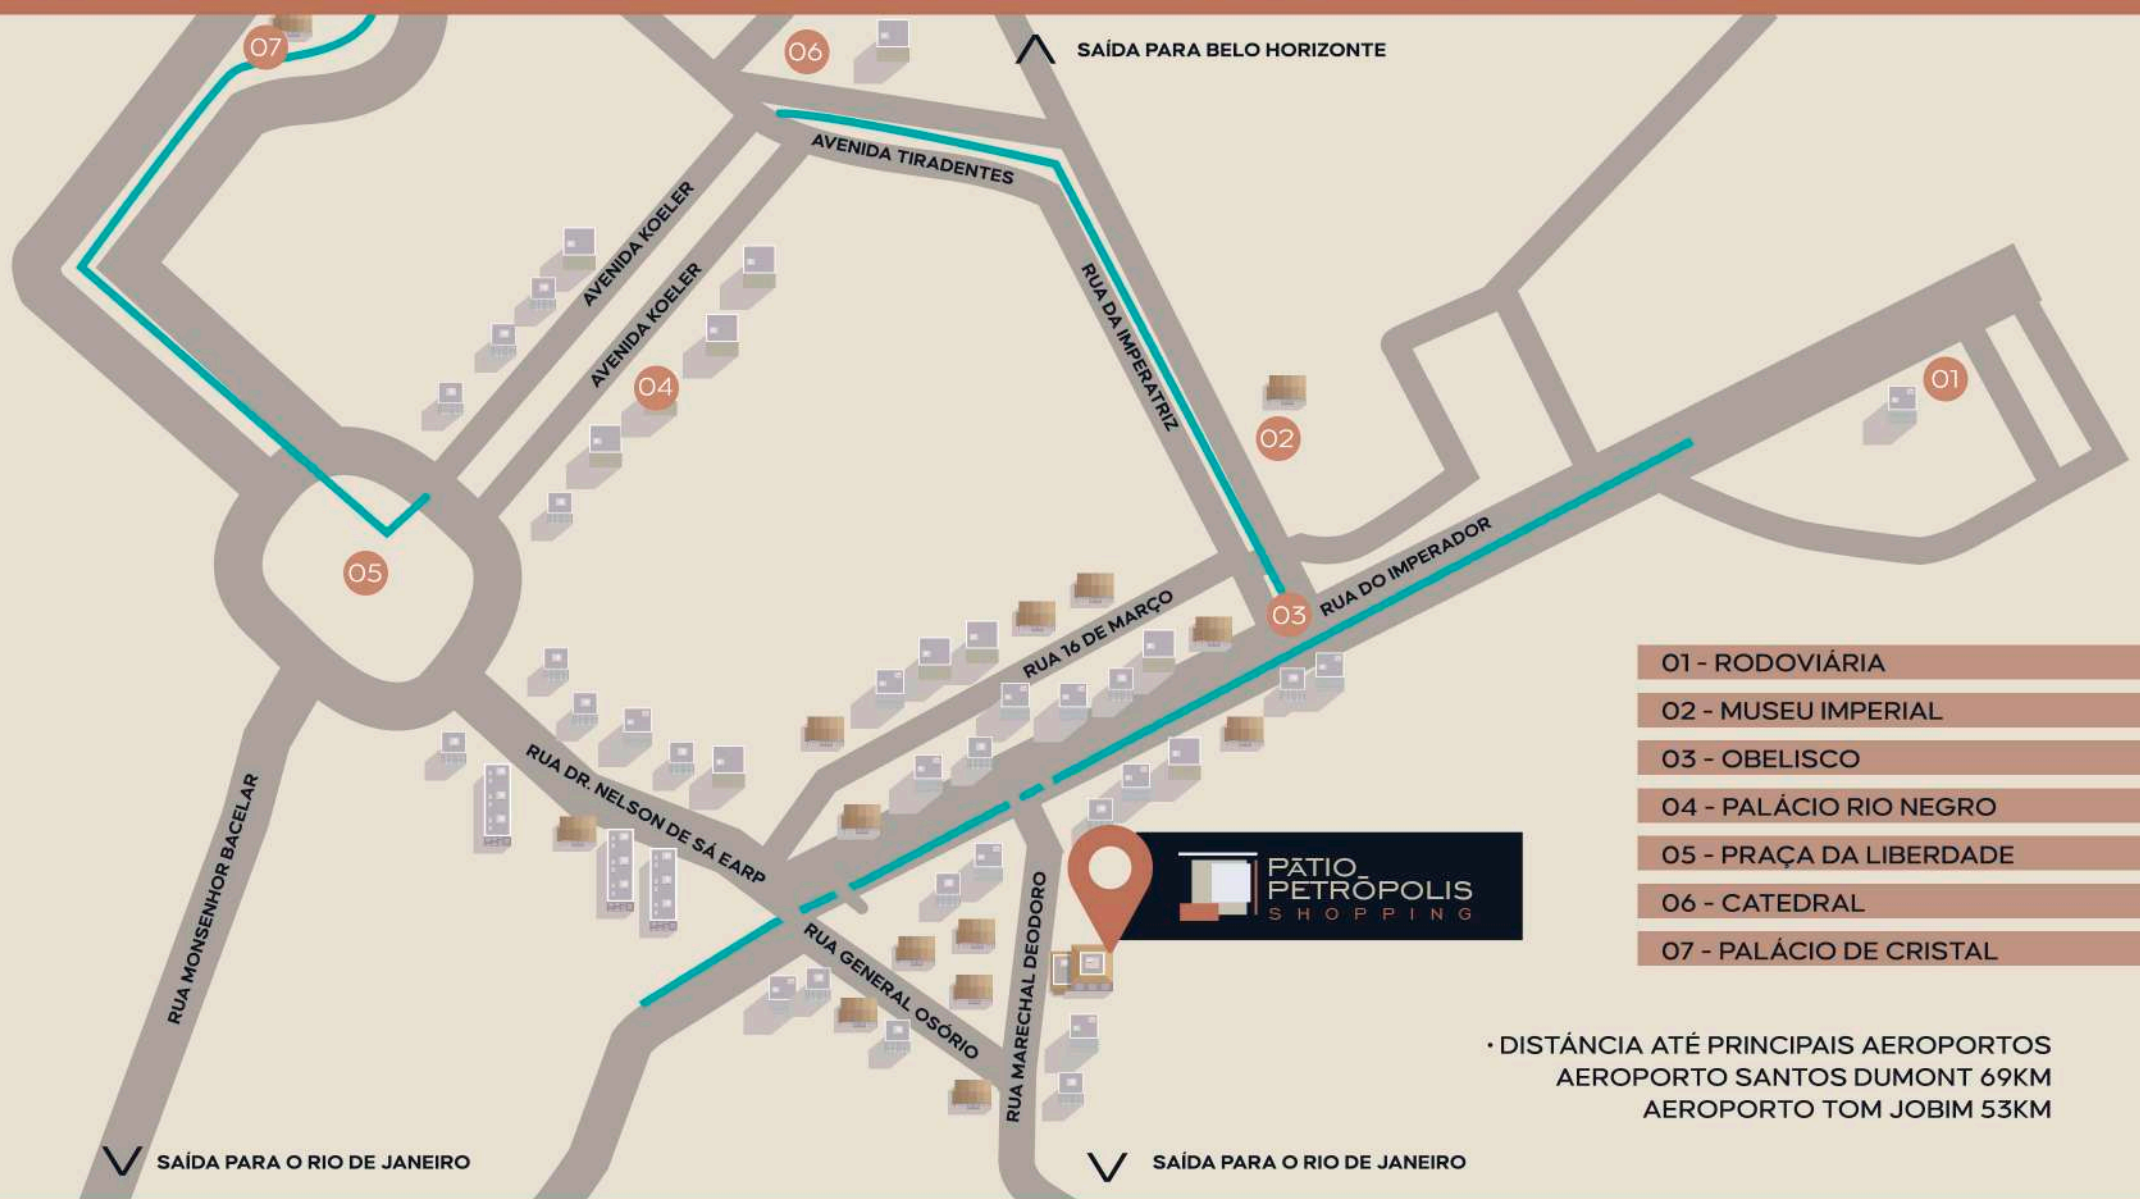 07
06
SAÍDA PARA BELO HORIZONTE
AVENIDA TIRADENTES
AVENIDA KOELER
AVENIDA KOELER
RUA DA IMPERATRIZ
04
02
01
05
03
RUA DO IMPERADOR
RUA 16 DE MARÇO
RUA DR. NELSON DE SÁ EARP
RUA MONSENHOR BACELAR
RUA GENERAL OSÓRIO
RUA MARECHAL DEODORO
PÁTIO_
PETRÓPOLIS
SHOPPING
01 - RODOVIÁRIA
02 - MUSEU IMPERIAL
03 - OBELISCO
04 - PALÁCIO RIO NEGRO
05 - PRAÇA DA LIBERDADE
06 - CATEDRAL
07 - PALÁCIO DE CRISTAL
· DISTÁNCIA ATÉ PRINCIPAIS AEROPORTOS
AEROPORTO SANTOS DUMONT 69KM
AEROPORTO TOM JOBIM 53KM
SAÍDA PARA O RIO DE JANEIRO
SAÍDA PARA O RIO DE JANEIRO